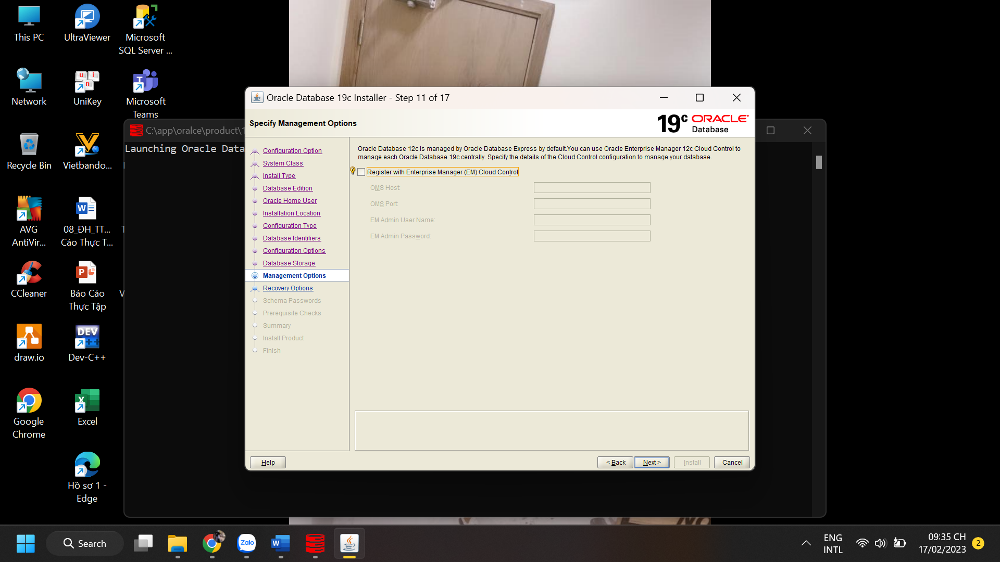 This PC
UltraViewer
Microsoft
SQL Server ...
Network
UniKey
Microsoft
Teams
Recycle Bin
Vietbando...
AVG
AntiVir...
08_ĐH_TT...
Cáo Thực T...
CCleaner
Báo Cáo
Thực Tập
draw.io
DEV
C++
Dev-C++
Google
Chrome
Excel
Hồ sơ 1 -
Edge
C:\app\oralce\product\1
Launching Oracle Data
Oracle Database 19c Installer - Step 11 of 17
Specify Management Options
19c ORACLE
Database
Configuration Option
System Class
Install Type
Database Edition
Oracle Home User
Installation Location
Configuration Type
Database Identifiers
Configuration Options
Database Storage
Management Options
Recovery Options
Schema Passwords
Prerequisite Checks
Summary
Install Product
Finish
Oracle Database 12c is managed by Oracle Database Express by default.You can use Oracle Enterprise Manager 12c Cloud Control to
manage each Oracle Database 19c centrally. Specify the details of the Cloud Control configuration to manage your database.
Register with Enterprise Manager (EM) Cloud Control
OMS Host:
OMS Port:
EM Admin User Name:
EM Admin Password:
Help
< Back
Next >
Install
Cancel
Search
Zalo
ENG
INTL
09:35 CH
17/02/2023
2